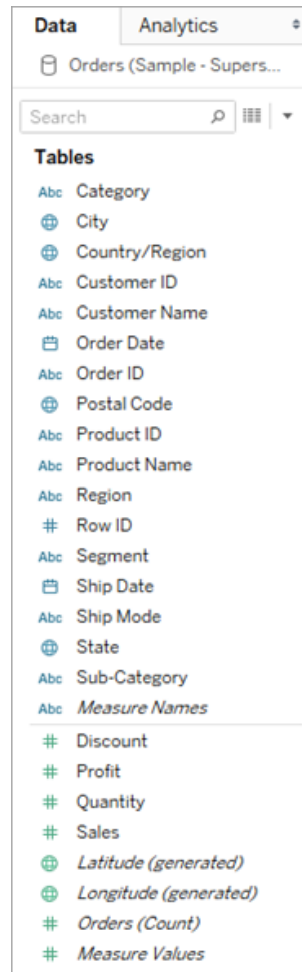 Data Analytics
Orders (Sample - Supers...
Search
Tables
Abc Category
City
Country/Region
Abc Customer ID
Abc Customer Name
Order Date
Abc Order ID
Postal Code
Abc Product ID
Abc Product Name
Abc Region
# Row ID
Abc Segment
Ship Date
Abc Ship Mode
State
Abc Sub-Category
Abc Measure Names
# Discount
# Profit
# Quantity
# Sales
Latitude (generated)
Longitude (generated)
# Orders (Count)
# Measure Values